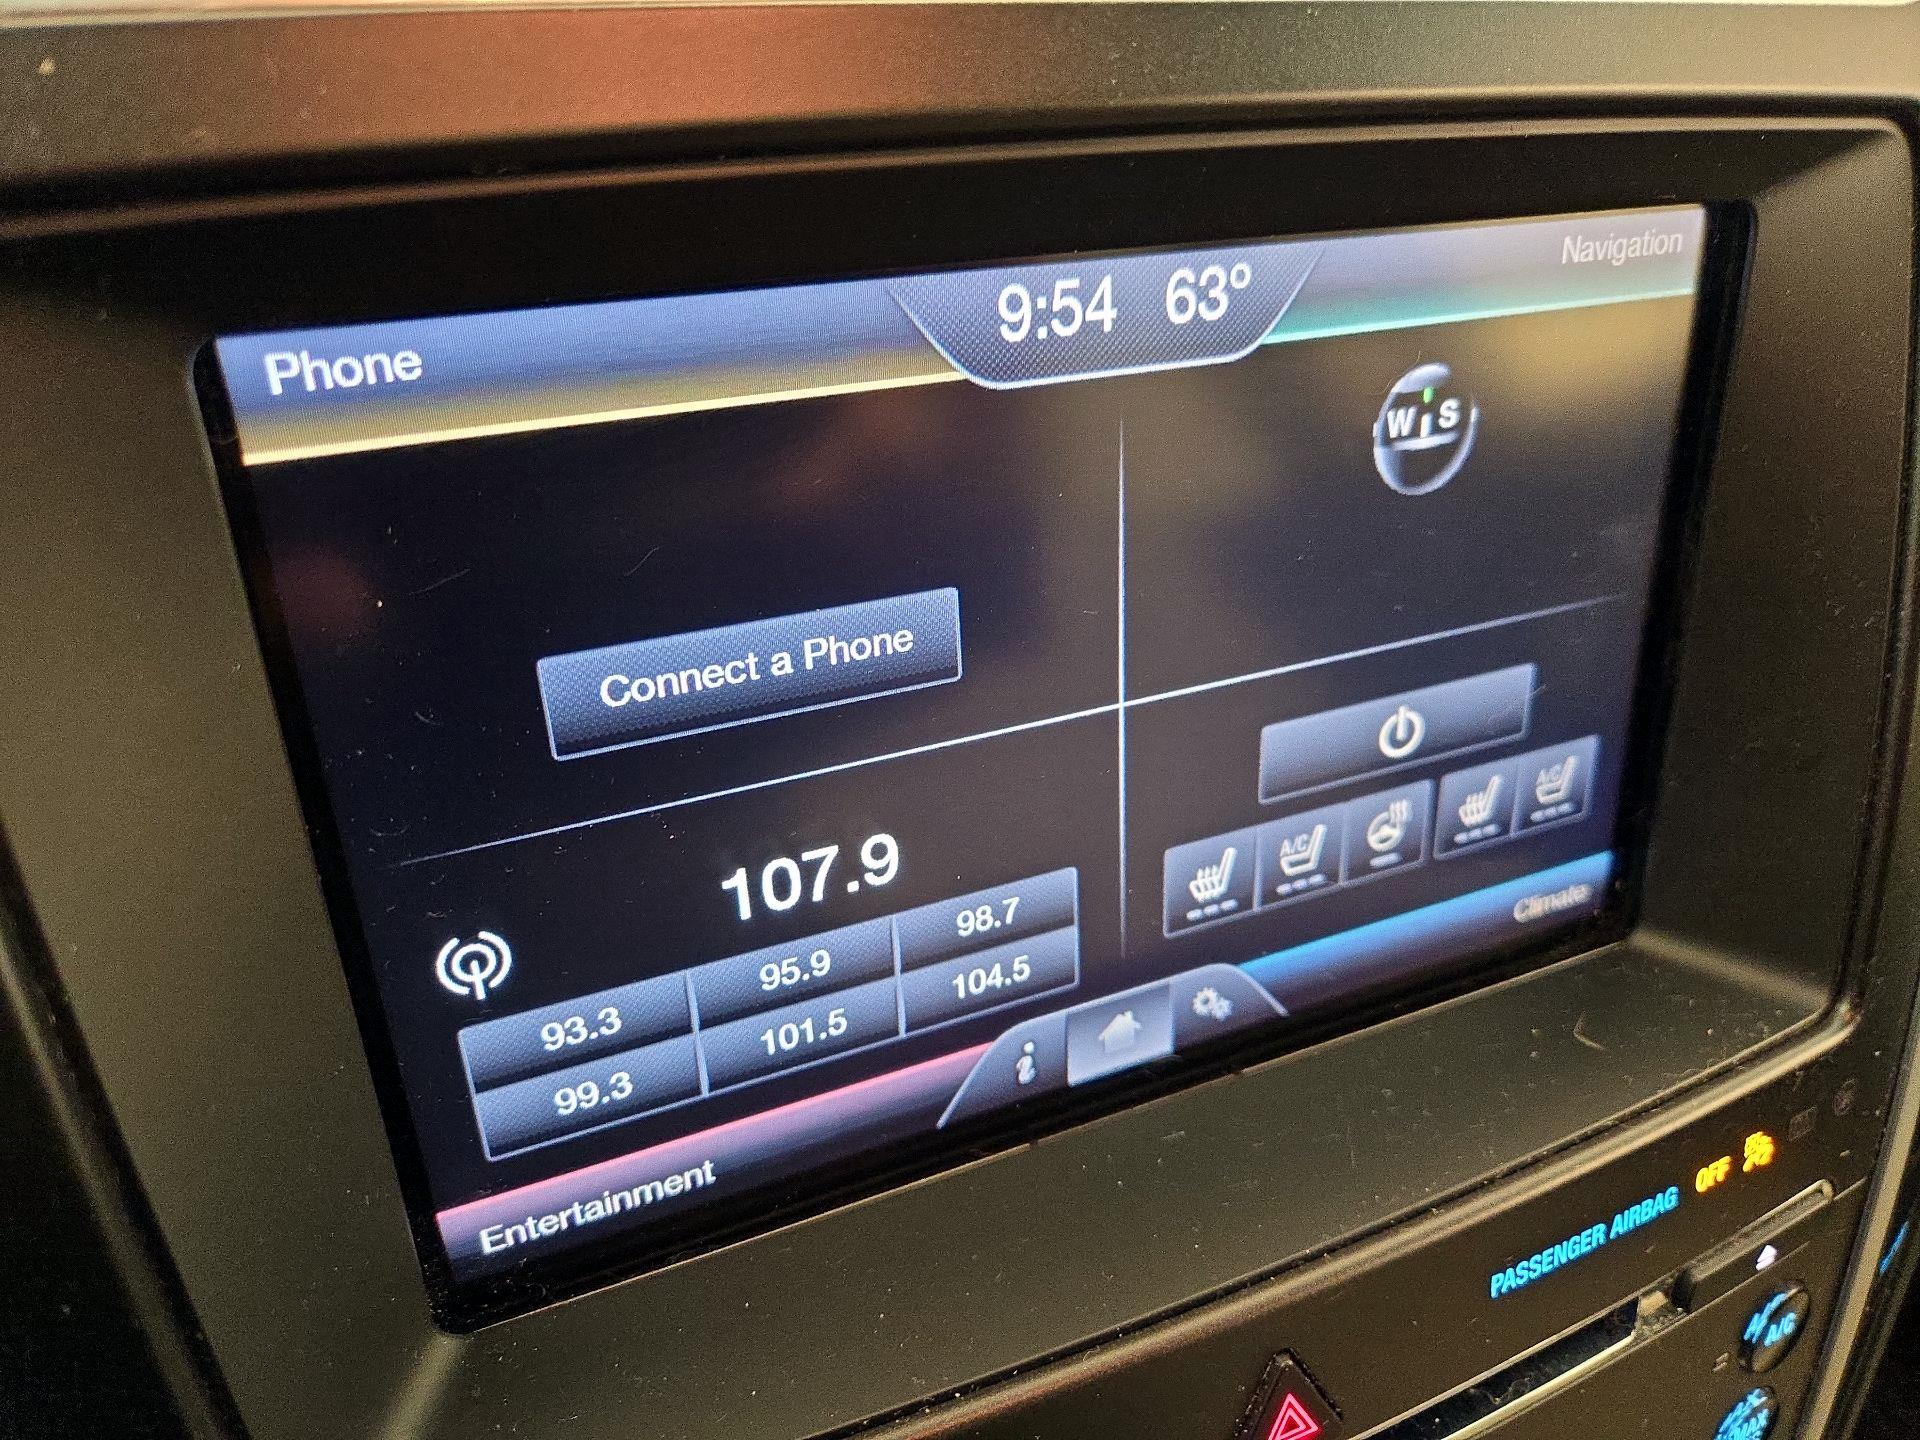 Navigation
9:54 63°
Phone
W S
Connect a Phone
107.9
A/C
A/C
93.3 95.9 98.7
99.3 101.5 104.5
Climate
i
Entertainment
PASSENGER AIRBAG OFF
A/C
MAX